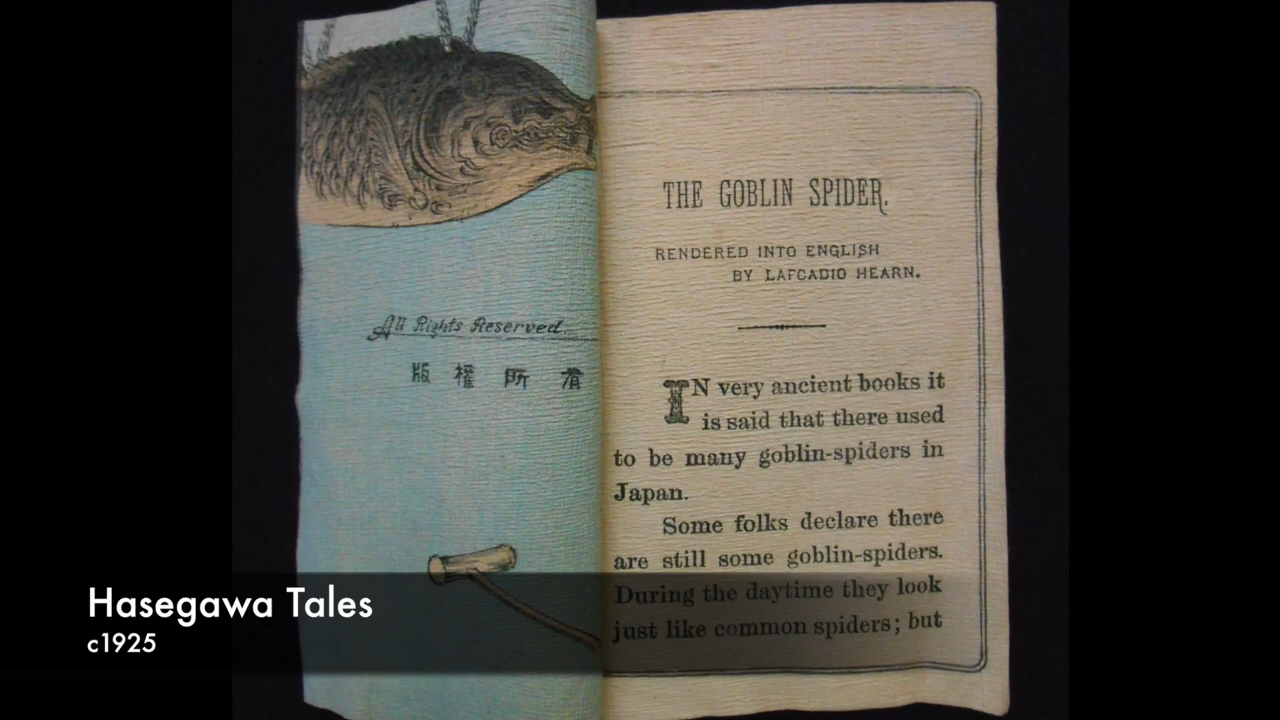 All Rights Reserved.
版權所有
THE GOBLIN SPIDER.
RENDERED INTO ENGLISH
BY LAFCADIO HEARN.
IN very ancient books it
is said that there used
to be many goblin-spiders in
Japan.
Some folks declare there
are still some goblin-spiders.
During the daytime they look
just like common spiders; but
Hasegawa Tales
c1925